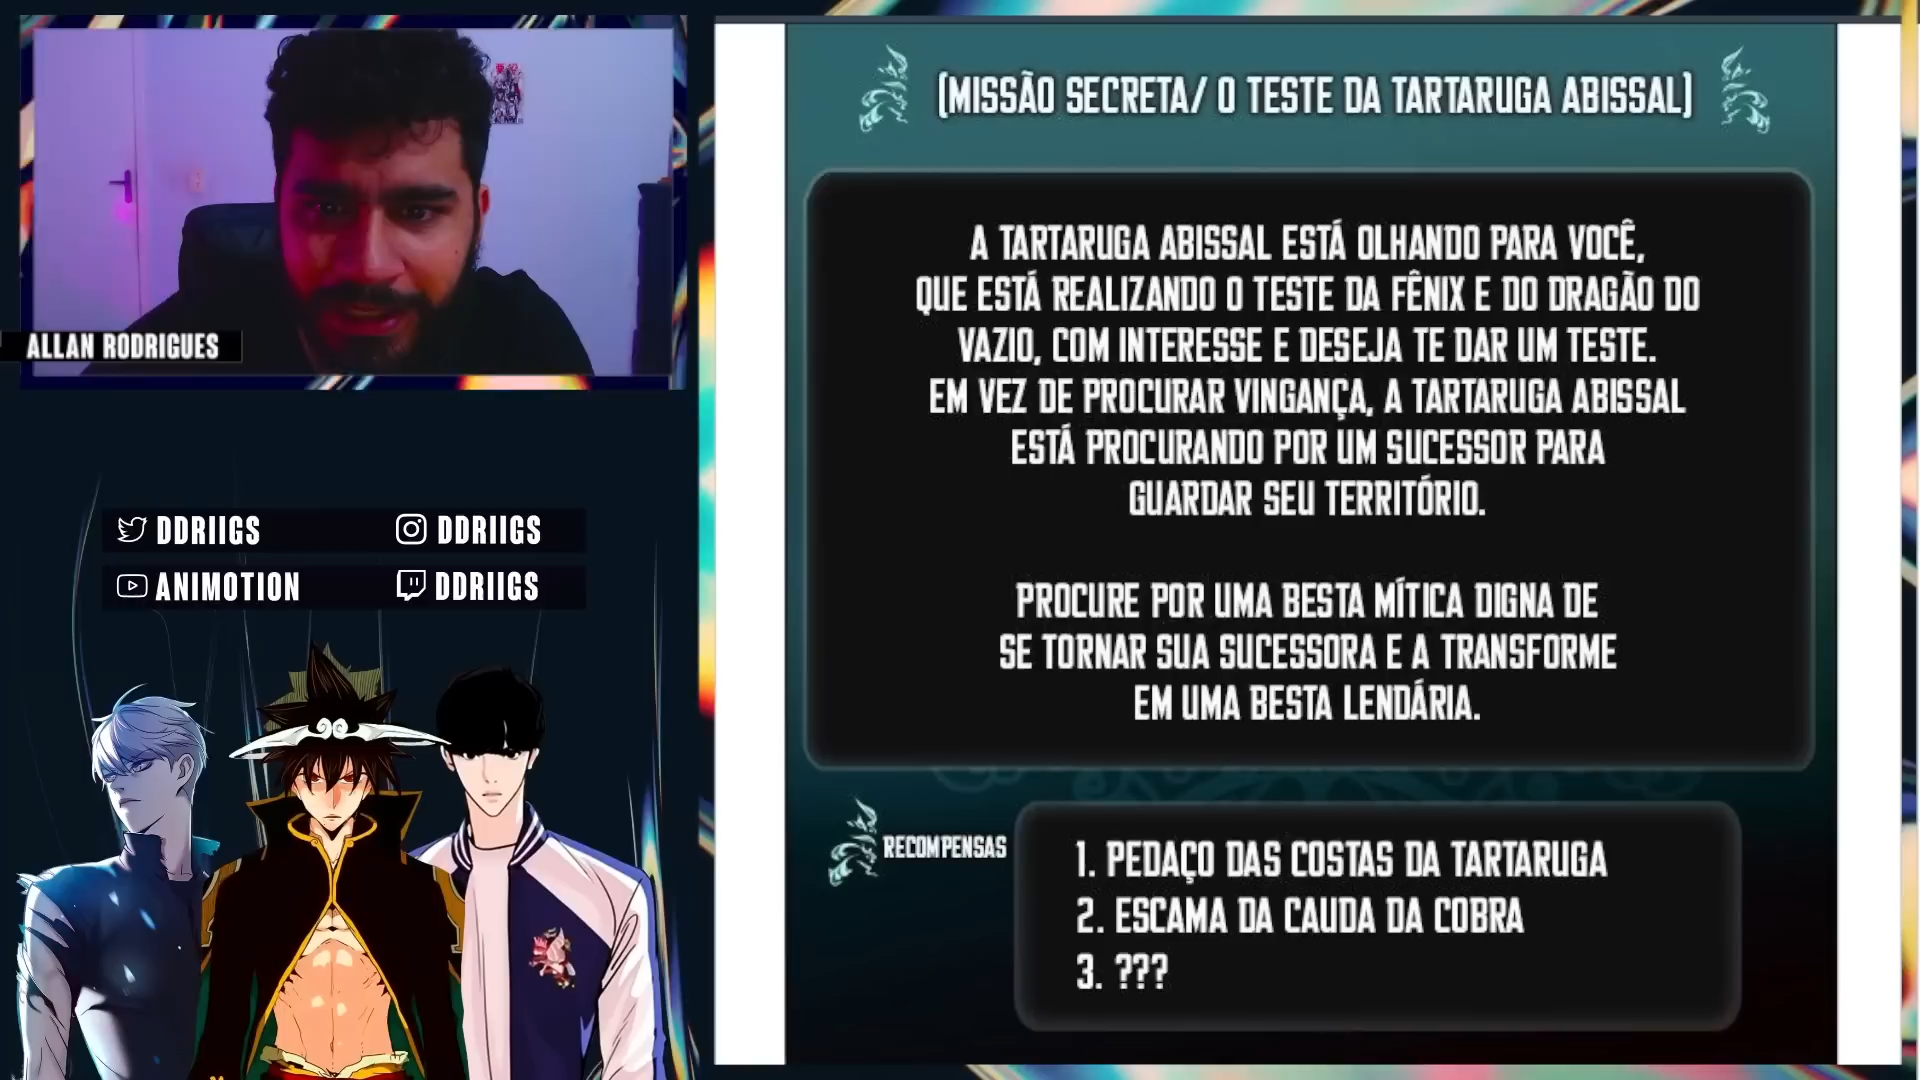 ALLAN RODRIGUES
DDRIIGS
DDRIIGS
ANIMOTION
DDRIIGS
(MISSÃO SECRETA/ O TESTE DA TARTARUGA ABISSAL)
A TARTARUGA ABISSAL ESTÁ OLHANDO PARA VOCÊ,
QUE ESTÁ REALIZANDO O TESTE DA FÊNIX E DO DRAGÃO DO
VAZIO, COM INTERESSE E DESEJA TE DAR UM TESTE.
EM VEZ DE PROCURAR VINGANÇA, A TARTARUGA ABISSAL
ESTÁ PROCURANDO POR UM SUCESSOR PARA
GUARDAR SEU TERRITÓRIO.
PROCURE POR UMA BESTA MÍTICA DIGNA DE
SE TORNAR SUA SUCESSORA E A TRANSFORME
EM UMA BESTA LENDÁRIA.
RECOMPENSAS
1. PEDAÇO DAS COSTAS DA TARTARUGA
2. ESCAMA DA CAUDA DA COBRA
3. ???